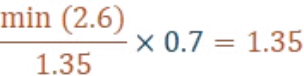 min (2.6)
1.35
× 0.7 = 1.35